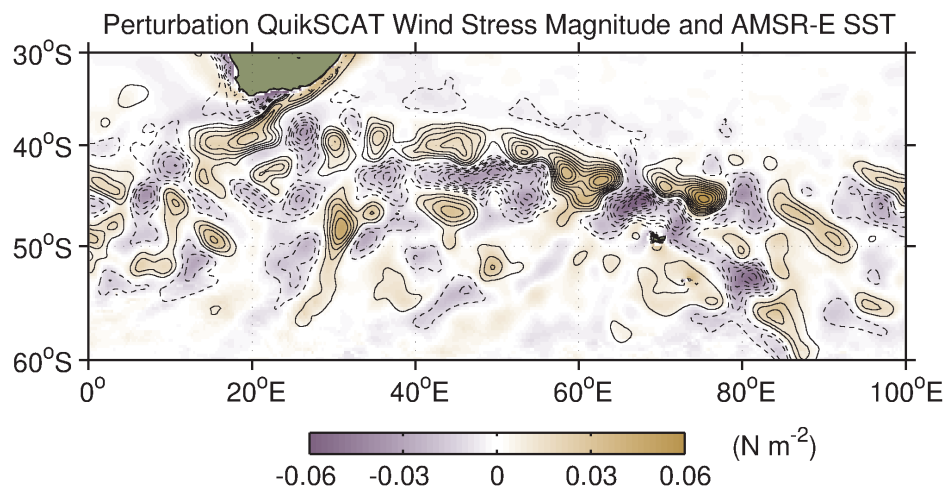 Perturbation QuikSCAT Wind Stress Magnitude and AMSR-E SST
30°S
40°S
50°S
60°S
0° 20°E 40°E 60°E 80°E 100°E
-0.06 -0.03 0 0.03 0.06 (N m⁻²)